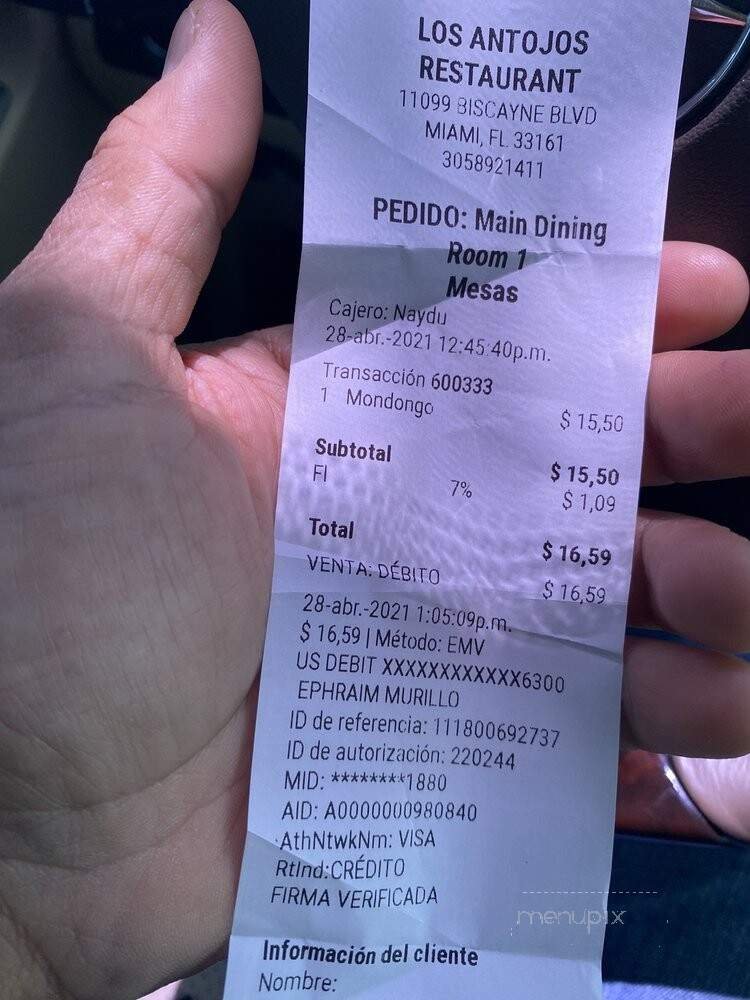 LOS ANTOJOS
RESTAURANT
11099 BISCAYNE BLVD
MIAMI, FL 33161
3058921411
PEDIDO: Main Dining
Room 1
Mesas
Cajero: Naydu
28-abr.-2021 12:45:40p.m.
Transacción 600333
1 Mondongo $ 15,50
Subtotal $ 15,50
Fl 7% $ 1,09
Total $ 16,59
VENTA: DÉBITO $ 16,59
28-abr.-2021 1:05:09p.m.
$ 16,59 | Método: EMV
US DEBIT XXXXXXXXXXXX6300
EPHRAIM MURILLO
ID de referencia: 111800692737
ID de autorización: 220244
MID: ********1880
AID: A0000000980840
AthNtwkNm: VISA
RtInd:CRÉDITO
FIRMA VERIFICADA
Información del cliente
Nombre:
menupix